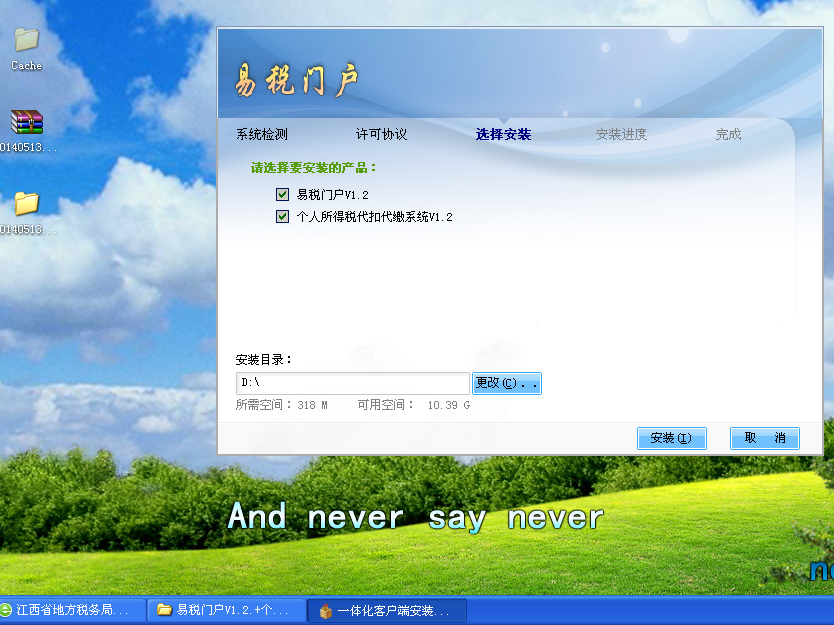 Cache
0140513...
0140513...
易税门户
系统检测
许可协议
选择安装
安装进度
完成
请选择要安装的产品：
易税门户V1.2
个人所得税代扣代缴系统V1.2
安装目录：
D:\
更改(C)...
所需空间：318 M
可用空间： 10.39 G
安装(I)
取 消
And never say never
江西省地方税务局...
易税门户V1.2.+个...
一体化客户端安装...